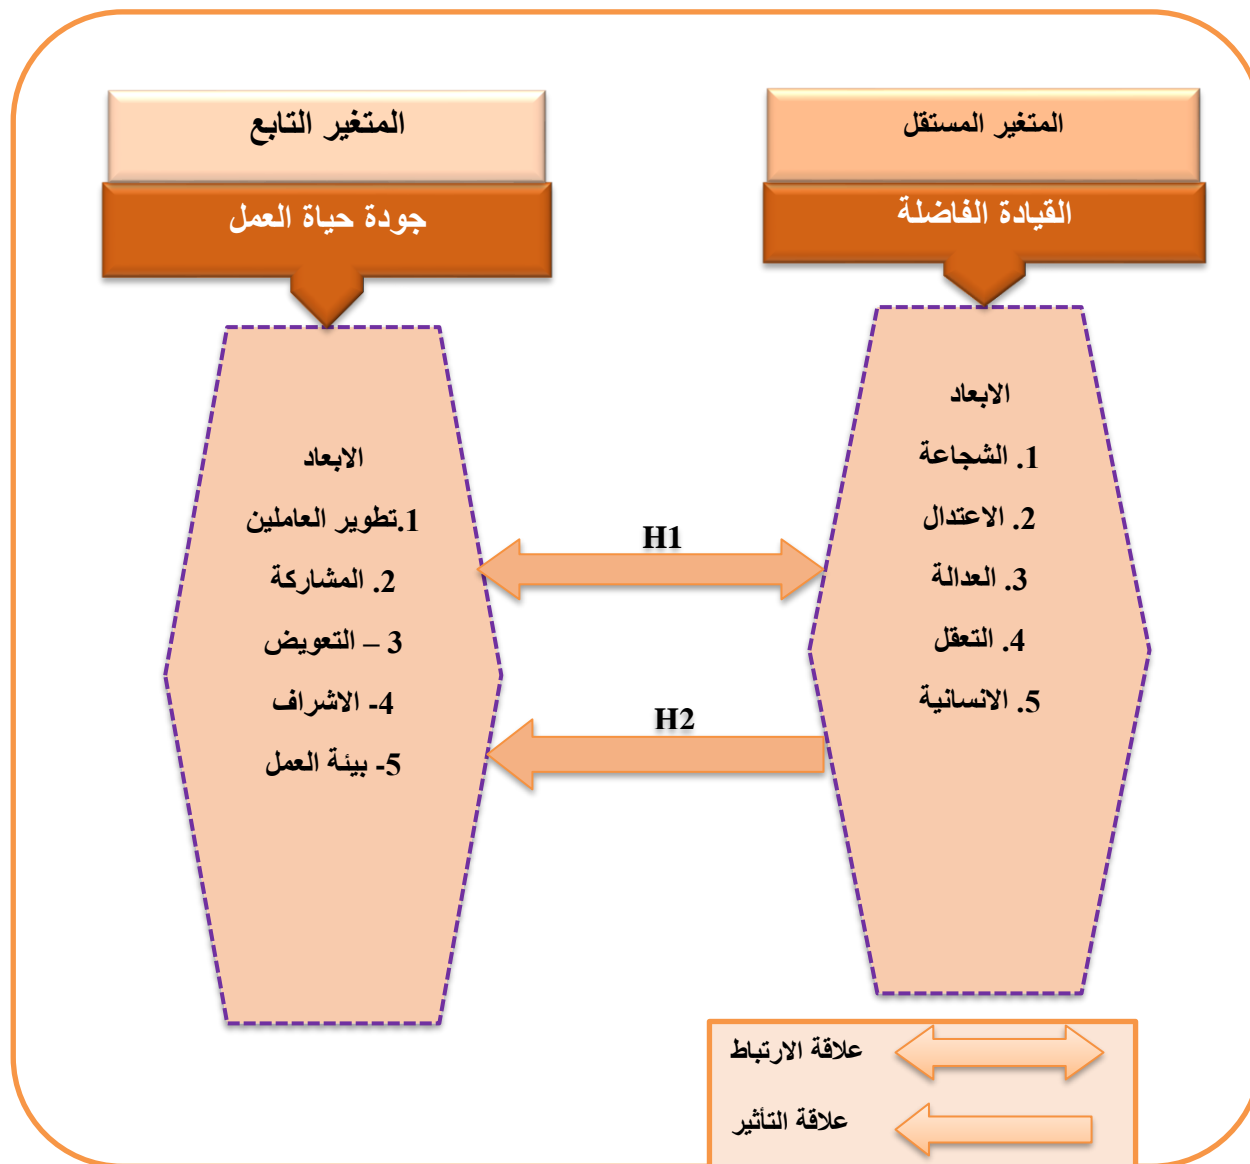 المتغير المستقل
القيادة الفاضلة
الابعاد
1. الشجاعة
2. الاعتدال
3. العدالة
4. التعقل
5. الانسانية
المتغير التابع
جودة حياة العمل
الابعاد
1.تطوير العاملين
2. المشاركة
3 – التعويض
4- الاشراف
5- بيئة العمل
H1
H2
علاقة الارتباط
علاقة التأثير